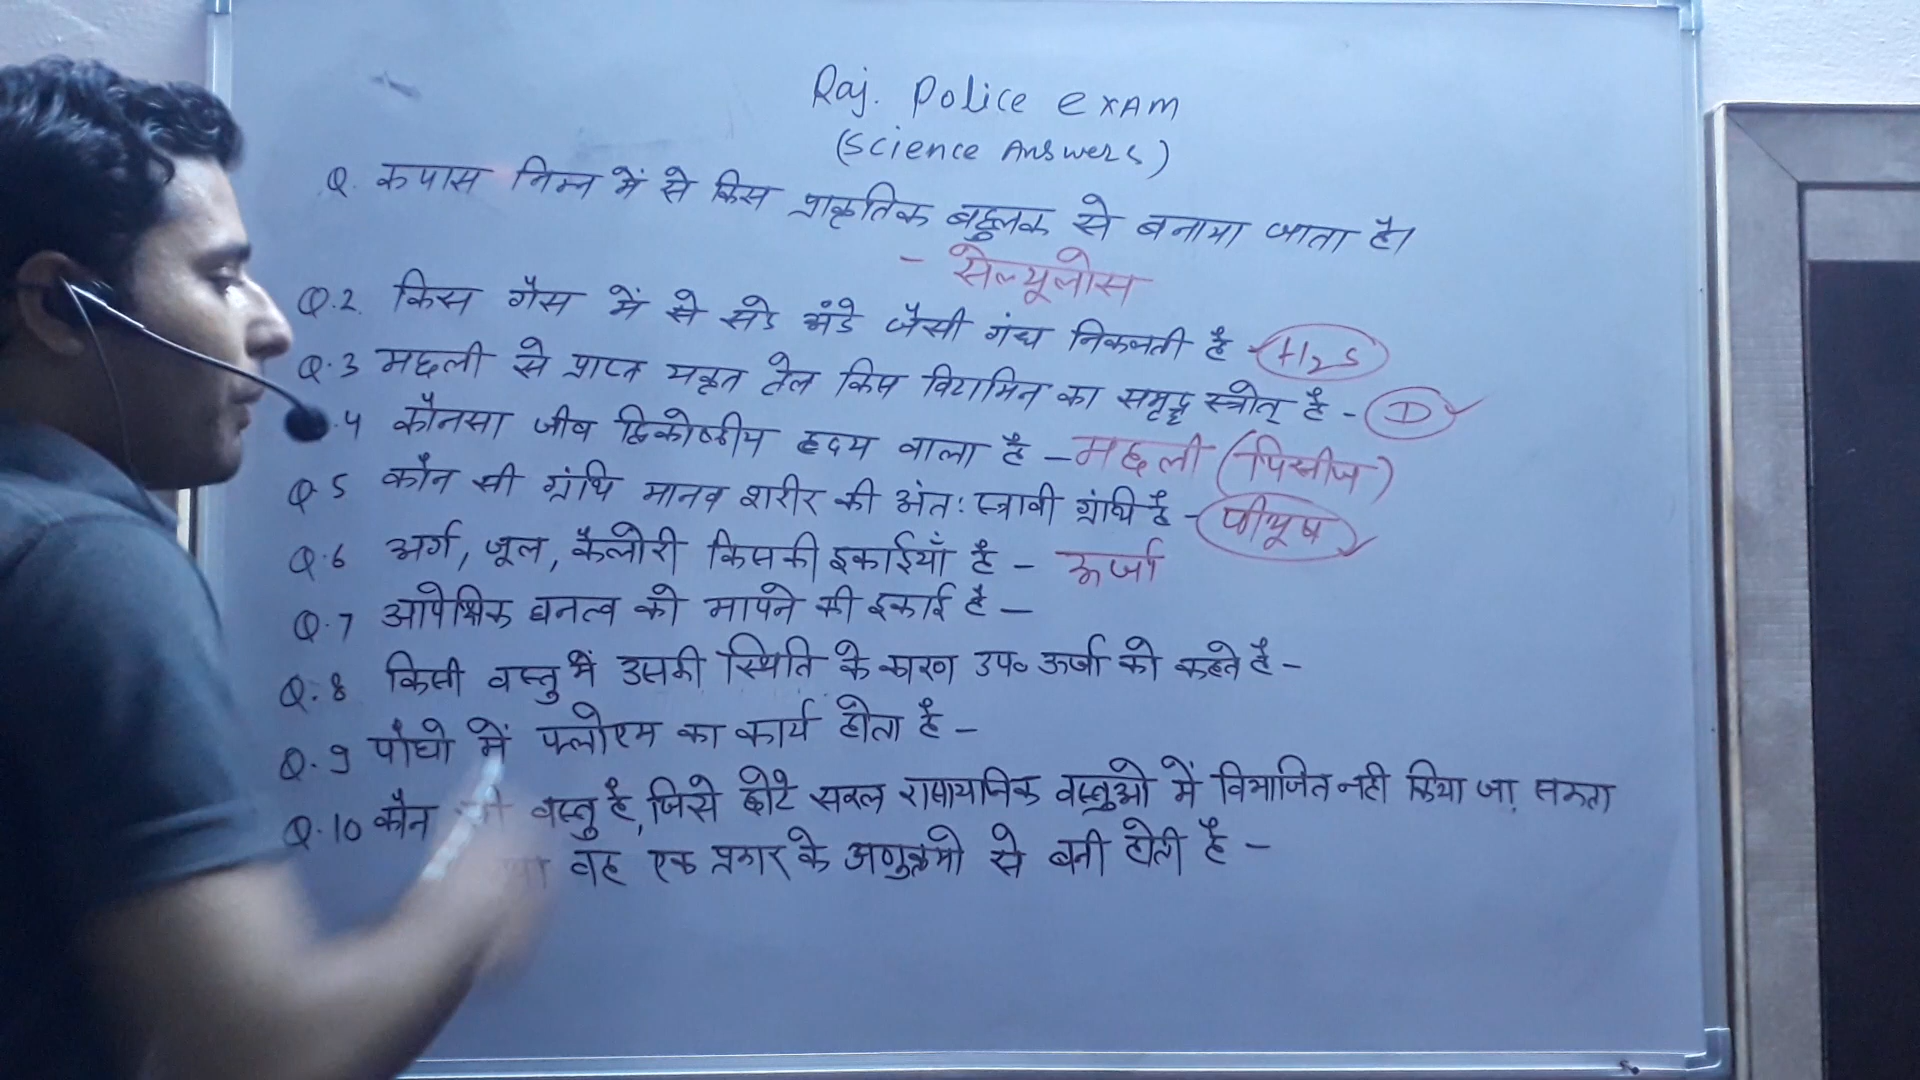 Raj. Police exam
(Science Answers)
Q. कपास निम्न में से किस प्राकृतिक बहुलक से बनाया जाता है।
- सेल्यूलोस
Q.2 किस गैस में से सडे अंडे जैसी गंध निकलती है - H2S
Q.3 मछली से प्राप्त यकृत तेल किस विटामिन का समृद्ध स्त्रोत् है - D
.4 कौनसा जीव द्विकोष्ठीय हृदय वाला है - मछली (पिसीज)
Q.5 कौन सी ग्रंथि मानव शरीर की अंतः स्त्रावी ग्रंथि है - पीयूष
Q.6 अर्ग, जूल, कैलोरी किसकी इकाईयाँ है - ऊर्जा
Q.7 आपेक्षिक घनत्व को मापने की इकाई है -
Q.8 किसी वस्तु में उसकी स्थिति के कारण उप॰ ऊर्जा को कहते है -
Q.9 पौधो में फ्लोएम का कार्य होता है -
Q.10 कौन वस्तु है, जिसे छोटे सरल रासायनिक वस्तुओ में विभाजित नही किया जा सकता
वह एक प्रकार के अणुओ से बनी होती है -